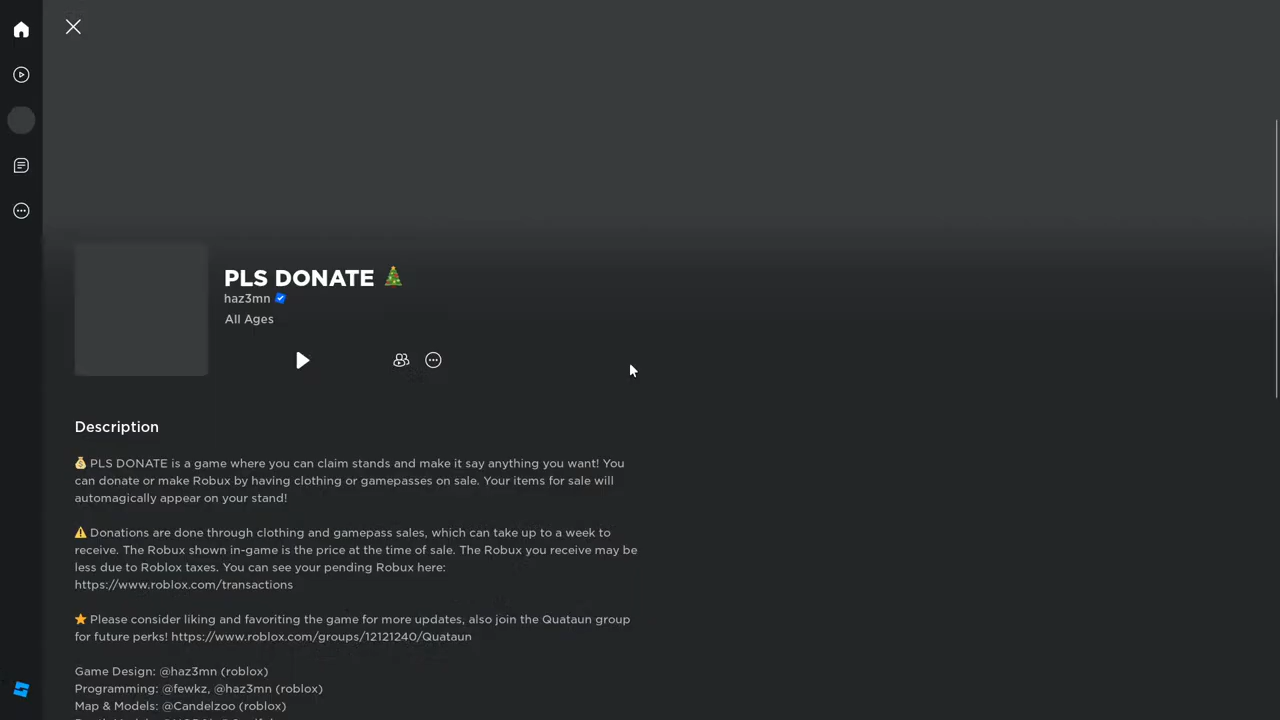 PLS DONATE 🎄
haz3mn
All Ages
Description
💰 PLS DONATE is a game where you can claim stands and make it say anything you want! You
can donate or make Robux by having clothing or gamepasses on sale. Your items for sale will
automagically appear on your stand!
⚠️ Donations are done through clothing and gamepass sales, which can take up to a week to
receive. The Robux shown in-game is the price at the time of sale. The Robux you receive may be
less due to Roblox taxes. You can see your pending Robux here:
https://www.roblox.com/transactions
⭐ Please consider liking and favoriting the game for more updates, also join the Quataun group
for future perks! https://www.roblox.com/groups/12121240/Quataun
Game Design: @haz3mn (roblox)
Programming: @fewkz, @haz3mn (roblox)
Map & Models: @Candelzoo (roblox)